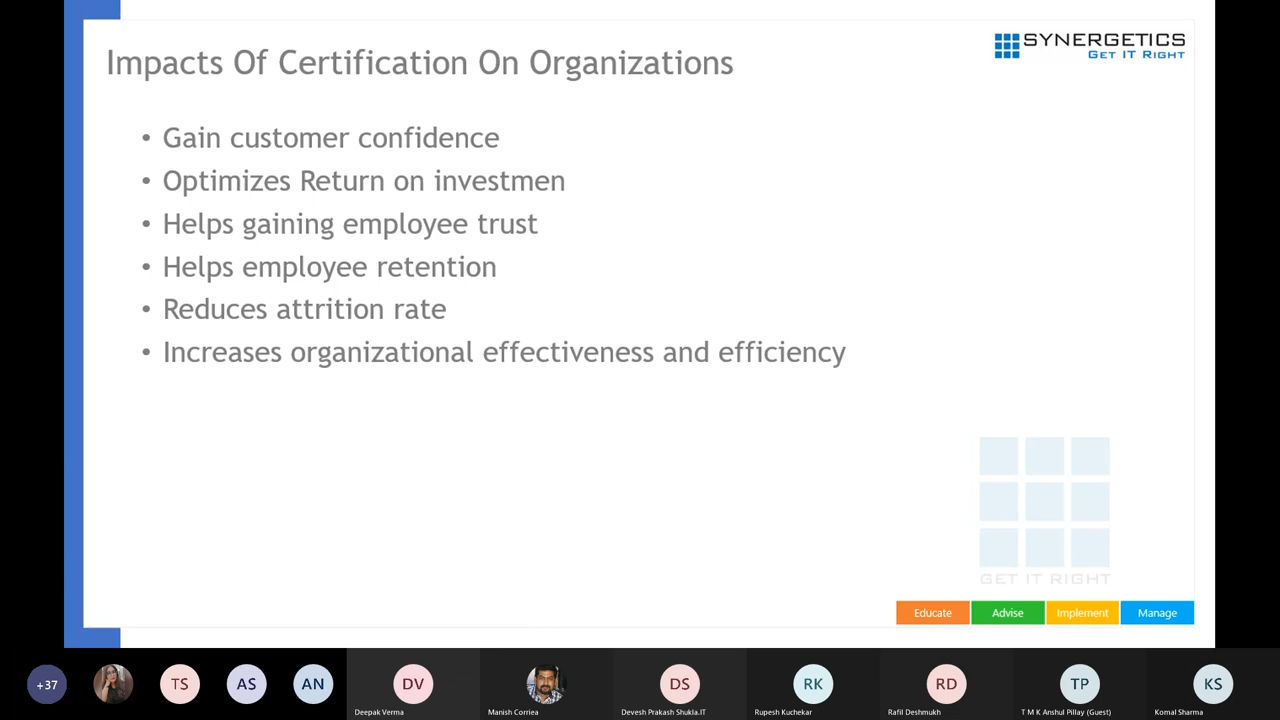 SYNERGETICS
GET IT RIGHT
Impacts Of Certification On Organizations
• Gain customer confidence
• Optimizes Return on investmen
• Helps gaining employee trust
• Helps employee retention
• Reduces attrition rate
• Increases organizational effectiveness and efficiency
GET IT RIGHT
Educate Advise Implement Manage
+37 TS AS AN DV DS RK RD TP KS
Deepak Verma Manish Corriea Devesh Prakash Shukla.IT Rupesh Kuchekar Rafil Deshmukh T M K Anshul Pillay (Guest) Komal Sharma